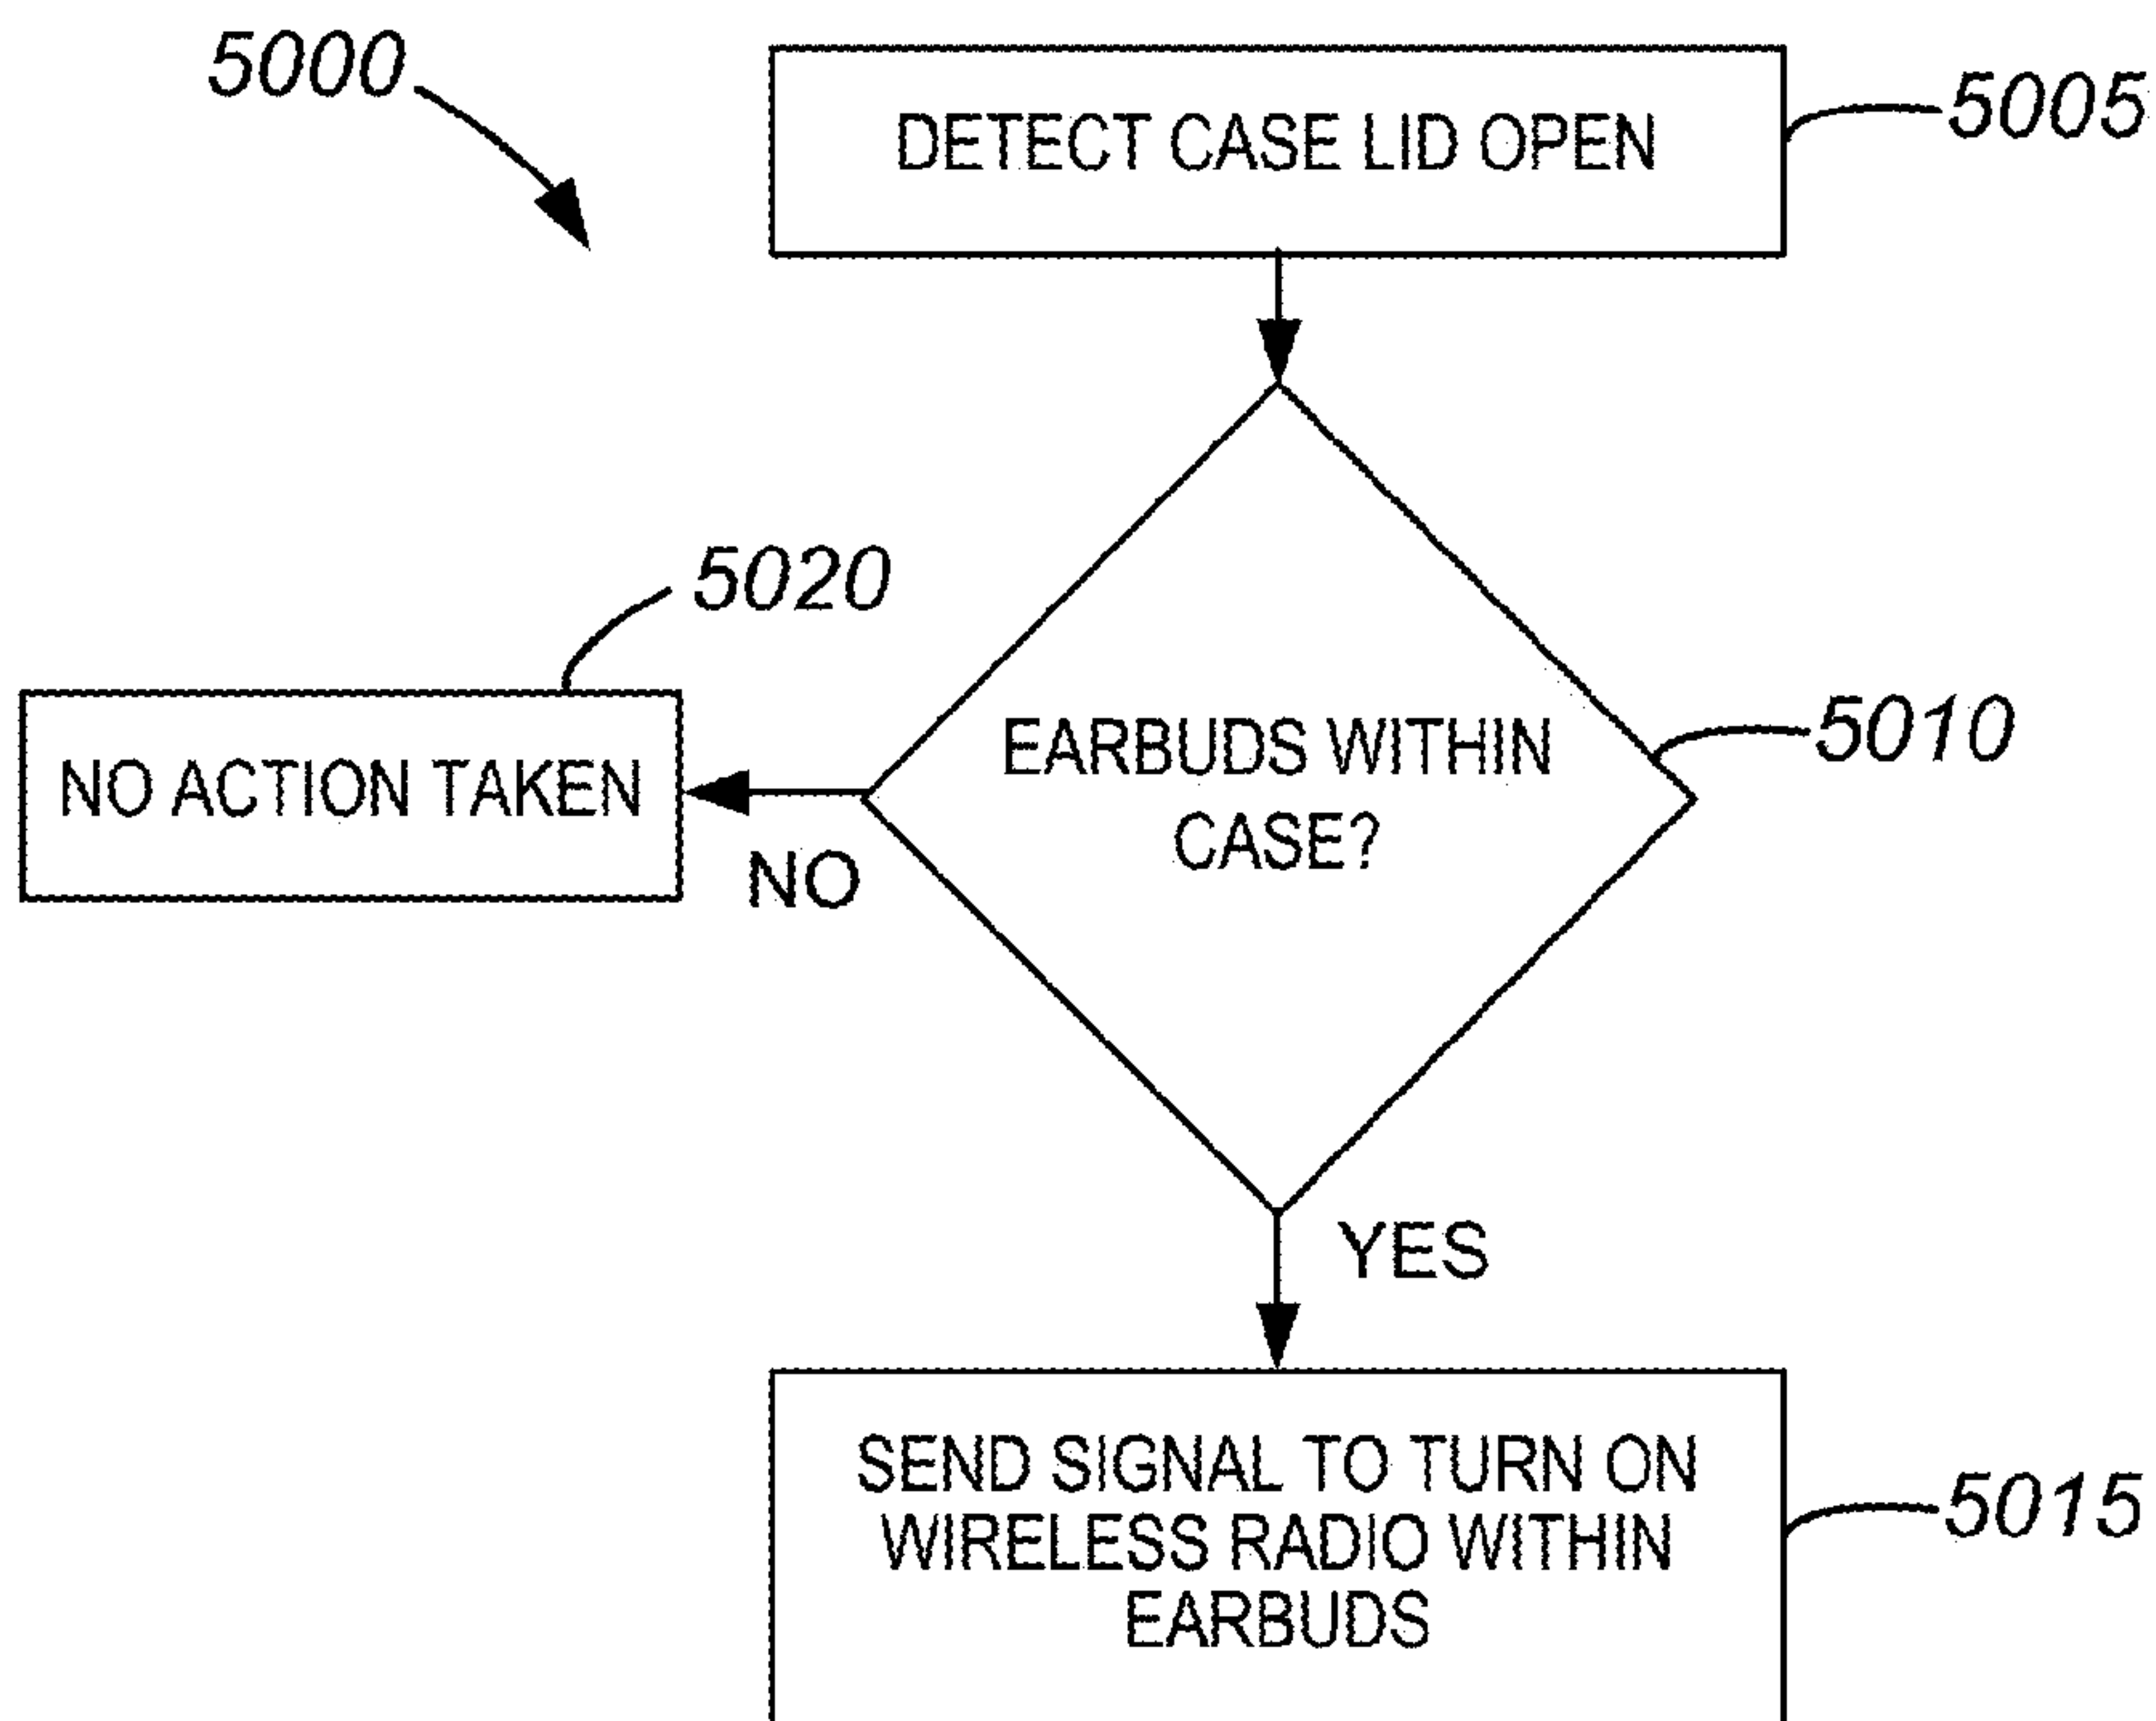 5000
DETECT CASE LID OPEN
5005
5020
NO ACTION TAKEN
NO
EARBUDS WITHIN
CASE?
5010
YES
SEND SIGNAL TO TURN ON
WIRELESS RADIO WITHIN
EARBUDS
5015